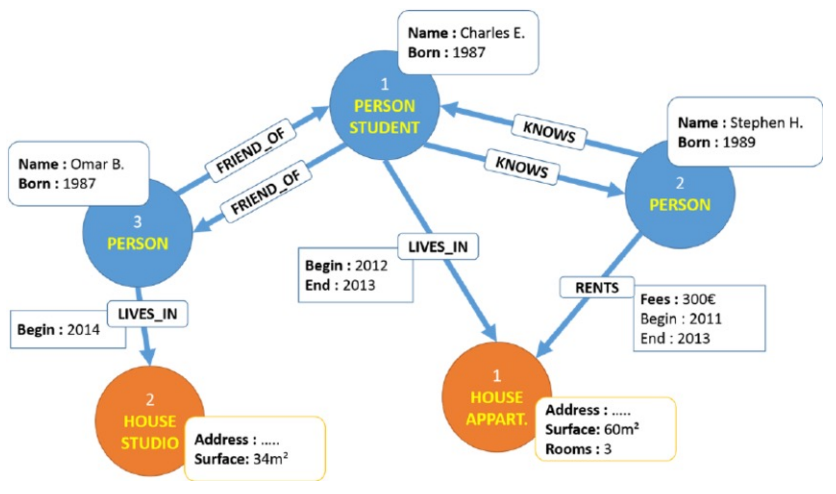 Name : Charles E.
Born : 1987
1
PERSON
STUDENT
Name : Omar B.
Born : 1987
3
PERSON
FRIEND_OF
FRIEND_OF
KNOWS
KNOWS
Name : Stephen H.
Born : 1989
2
PERSON
Begin : 2014
LIVES_IN
Begin : 2012
End : 2013
LIVES_IN
RENTS
Fees : 300€
Begin : 2011
End : 2013
2
HOUSE
STUDIO
Address : .....
Surface: 34m²
1
HOUSE
APPART.
Address : .....
Surface: 60m²
Rooms : 3